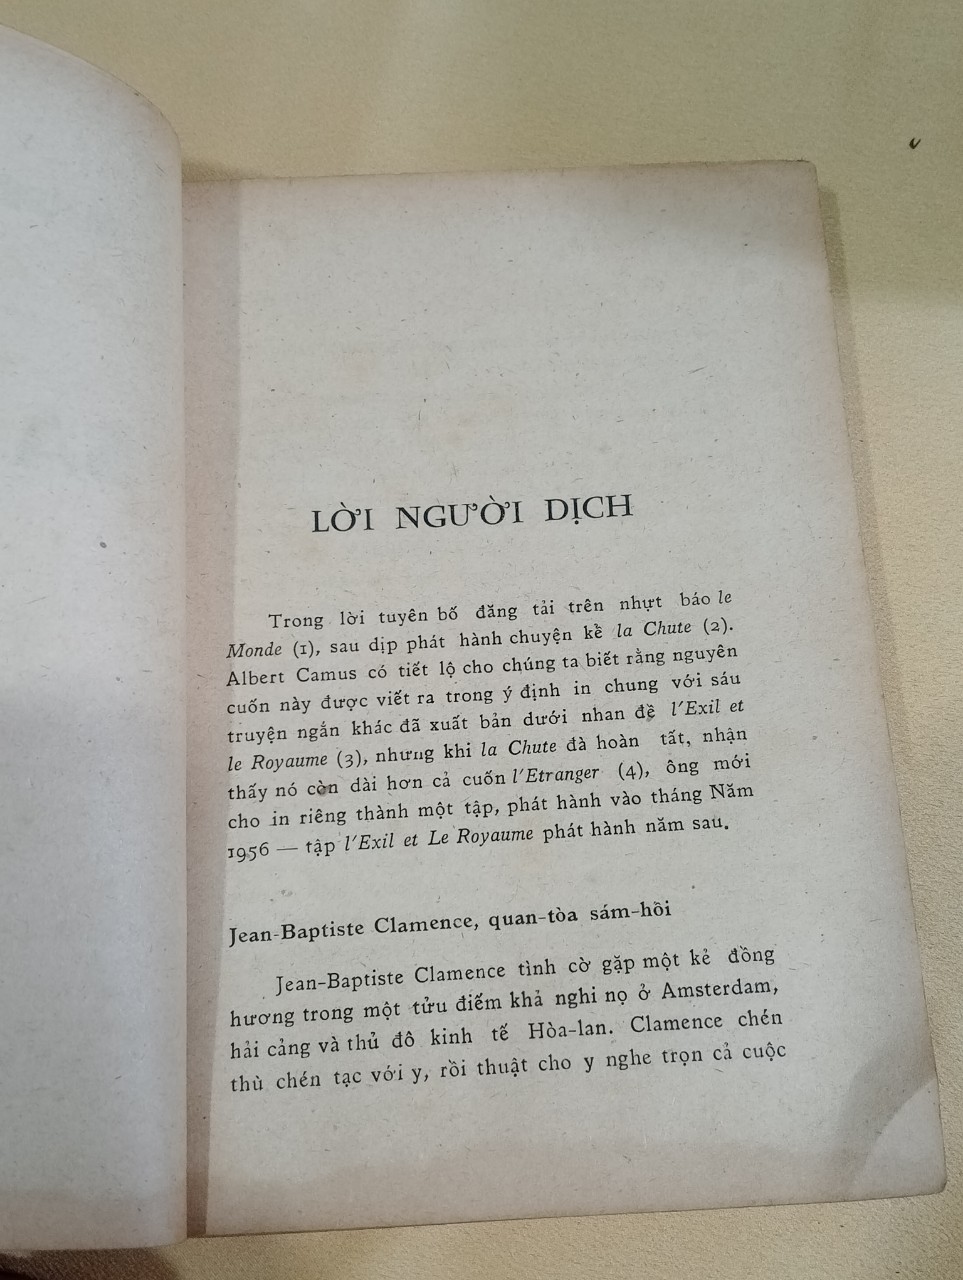 LỜI NGƯỜI DỊCH
Trong lời tuyên bố đăng tải trên nhựt báo le
Monde (1), sau dịp phát hành chuyện kể la Chute (2).
Albert Camus có tiết lộ cho chúng ta biết rằng nguyên
cuốn này được viết ra trong ý định in chung với sáu
truyện ngắn khác đã xuất bản dưới nhan đề l'Exil et
le Royaume (3), nhưng khi la Chute đà hoàn tất, nhận
thấy nó còn dài hơn cả cuốn l'Etranger (4), ông mới
cho in riêng thành một tập, phát hành vào tháng Năm
1956 — tập l'Exil et Le Royaume phát hành năm sau.
Jean-Baptiste Clamence, quan-tòa sám-hối
Jean-Baptiste Clamence tình cờ gặp một kẻ đồng
hương trong một tửu điếm khả nghi nọ ở Amsterdam,
hải cảng và thủ đô kinh tế Hòa-lan. Clamence chén
thù chén tạc với y, rồi thuật cho y nghe trọn cả cuộc